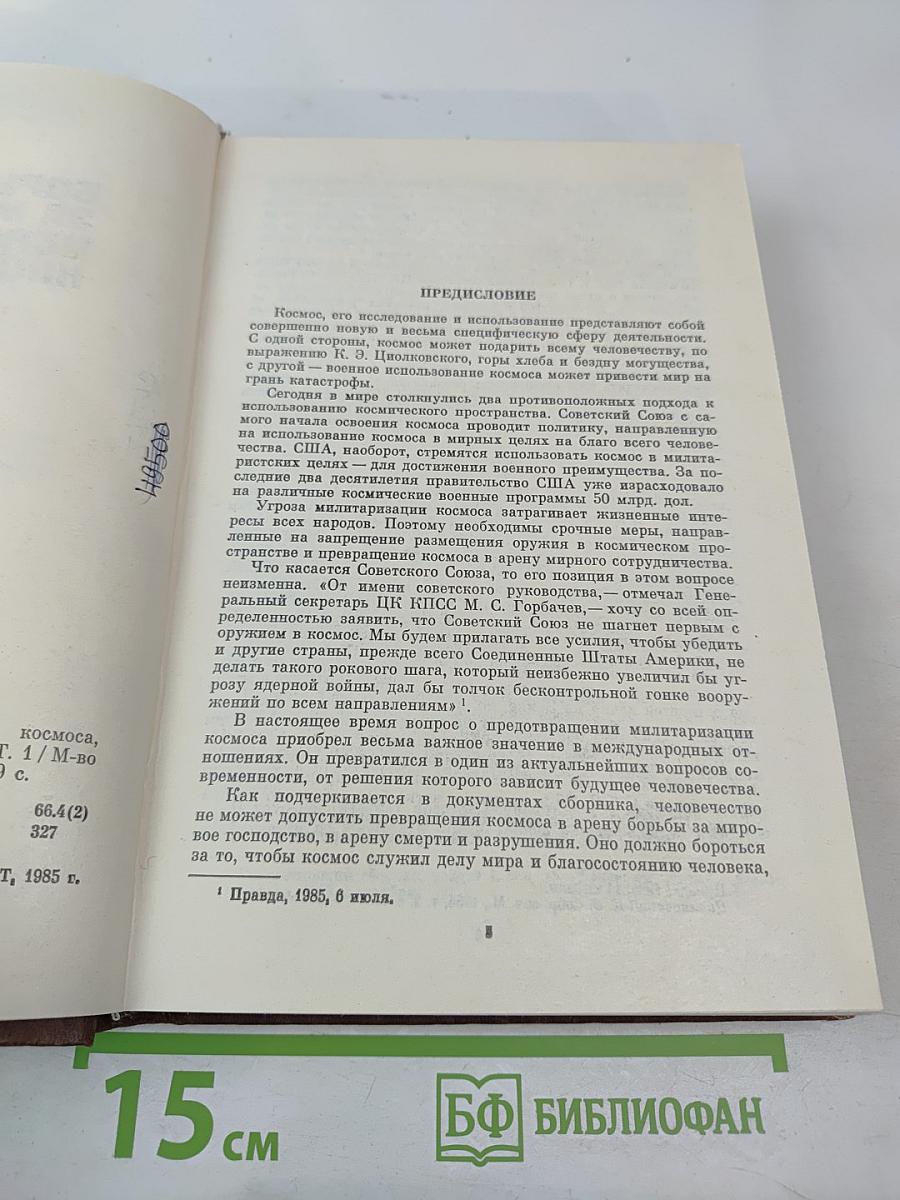 49500
космоса,
Т. 1 / М-во
9 с.
66.4(2)
327
Т, 1985 г.
ПРЕДИСЛОВИЕ
Космос, его исследование и использование представляют собой
совершенно новую и весьма специфическую сферу деятельности.
С одной стороны, космос может подарить всему человечеству, по
выражению К. Э. Циолковского, горы хлеба и бездну могущества,
с другой — военное использование космоса может привести мир на
грань катастрофы.
Сегодня в мире столкнулись два противоположных подхода к
использованию космического пространства. Советский Союз с са-
мого начала освоения космоса проводит политику, направленную
на использование космоса в мирных целях на благо всего челове-
чества. США, наоборот, стремятся использовать космос в милита-
ристских целях — для достижения военного преимущества. За по-
следние два десятилетия правительство США уже израсходовало
на различные космические военные программы 50 млрд. дол.
Угроза милитаризации космоса затрагивает жизненные инте-
ресы всех народов. Поэтому необходимы срочные меры, направ-
ленные на запрещение размещения оружия в космическом про-
странстве и превращение космоса в арену мирного сотрудничества.
Что касается Советского Союза, то его позиция в этом вопросе
неизменна. «От имени советского руководства,— отмечал Гене-
ральный секретарь ЦК КПСС М. С. Горбачев,— хочу со всей оп-
ределенностью заявить, что Советский Союз не шагнет первым с
оружием в космос. Мы будем прилагать все усилия, чтобы убедить
и другие страны, прежде всего Соединенные Штаты Америки, не
делать такого рокового шага, который неизбежно увеличил бы уг-
розу ядерной войны, дал бы толчок бесконтрольной гонке воору-
жений по всем направлениям» ¹.
В настоящее время вопрос о предотвращении милитаризации
космоса приобрел весьма важное значение в международных от-
ношениях. Он превратился в один из актуальнейших вопросов со-
временности, от решения которого зависит будущее человечества.
Как подчеркивается в документах сборника, человечество
не может допустить превращения космоса в арену борьбы за миро-
вое господство, в арену смерти и разрушения. Оно должно бороться
за то, чтобы космос служил делу мира и благосостоянию человека,
¹ Правда, 1985, 6 июля.
5
15 см
БФ БИБЛИОФАН